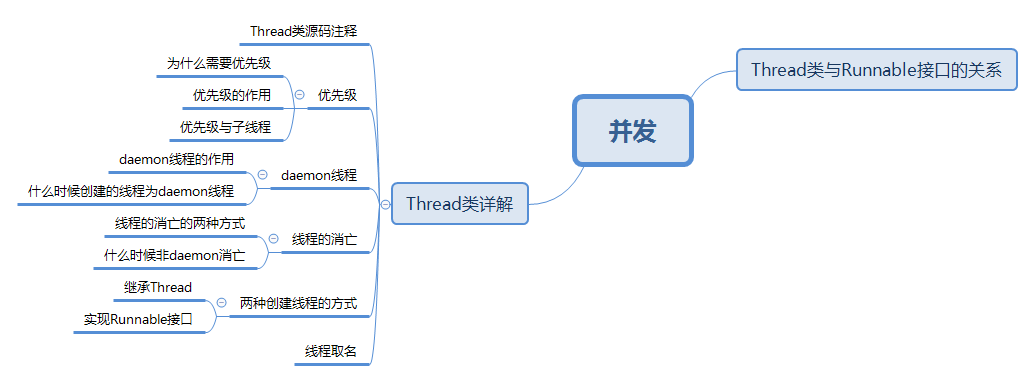 Thread类源码注释
为什么需要优先级
优先级的作用
优先级
优先级与子线程
daemon线程的作用
daemon线程
什么时候创建的线程为daemon线程
线程的消亡的两种方式
线程的消亡
什么时候非daemon消亡
继承Thread
两种创建线程的方式
实现Runnable接口
线程取名
Thread类详解
并发
Thread类与Runnable接口的关系